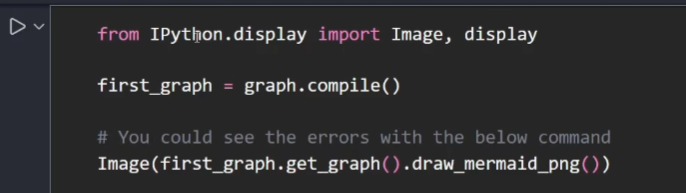 from IPython.display import Image, display
first_graph = graph.compile()
# You could see the errors with the below command
Image(first_graph.get_graph().draw_mermaid_png())